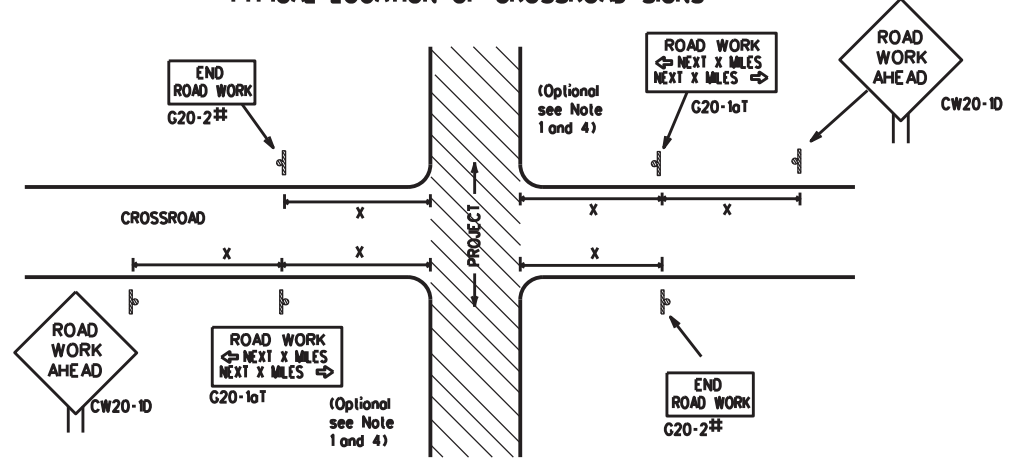 TYPICAL LOCATION OF CROSSROAD SIGNS
END
ROAD WORK
G20-2#
ROAD WORK
⇦ NEXT X MILES
NEXT X MILES ⇨
G20-1aT
(Optional
see Note
1 and 4)
ROAD
WORK
AHEAD
CW20-1D
CROSSROAD
X
X
X
X
X
X
PROJECT
ROAD
WORK
AHEAD
CW20-1D
ROAD WORK
⇦ NEXT X MILES
NEXT X MILES ⇨
G20-1aT
(Optional
see Note
1 and 4)
END
ROAD WORK
G20-2#